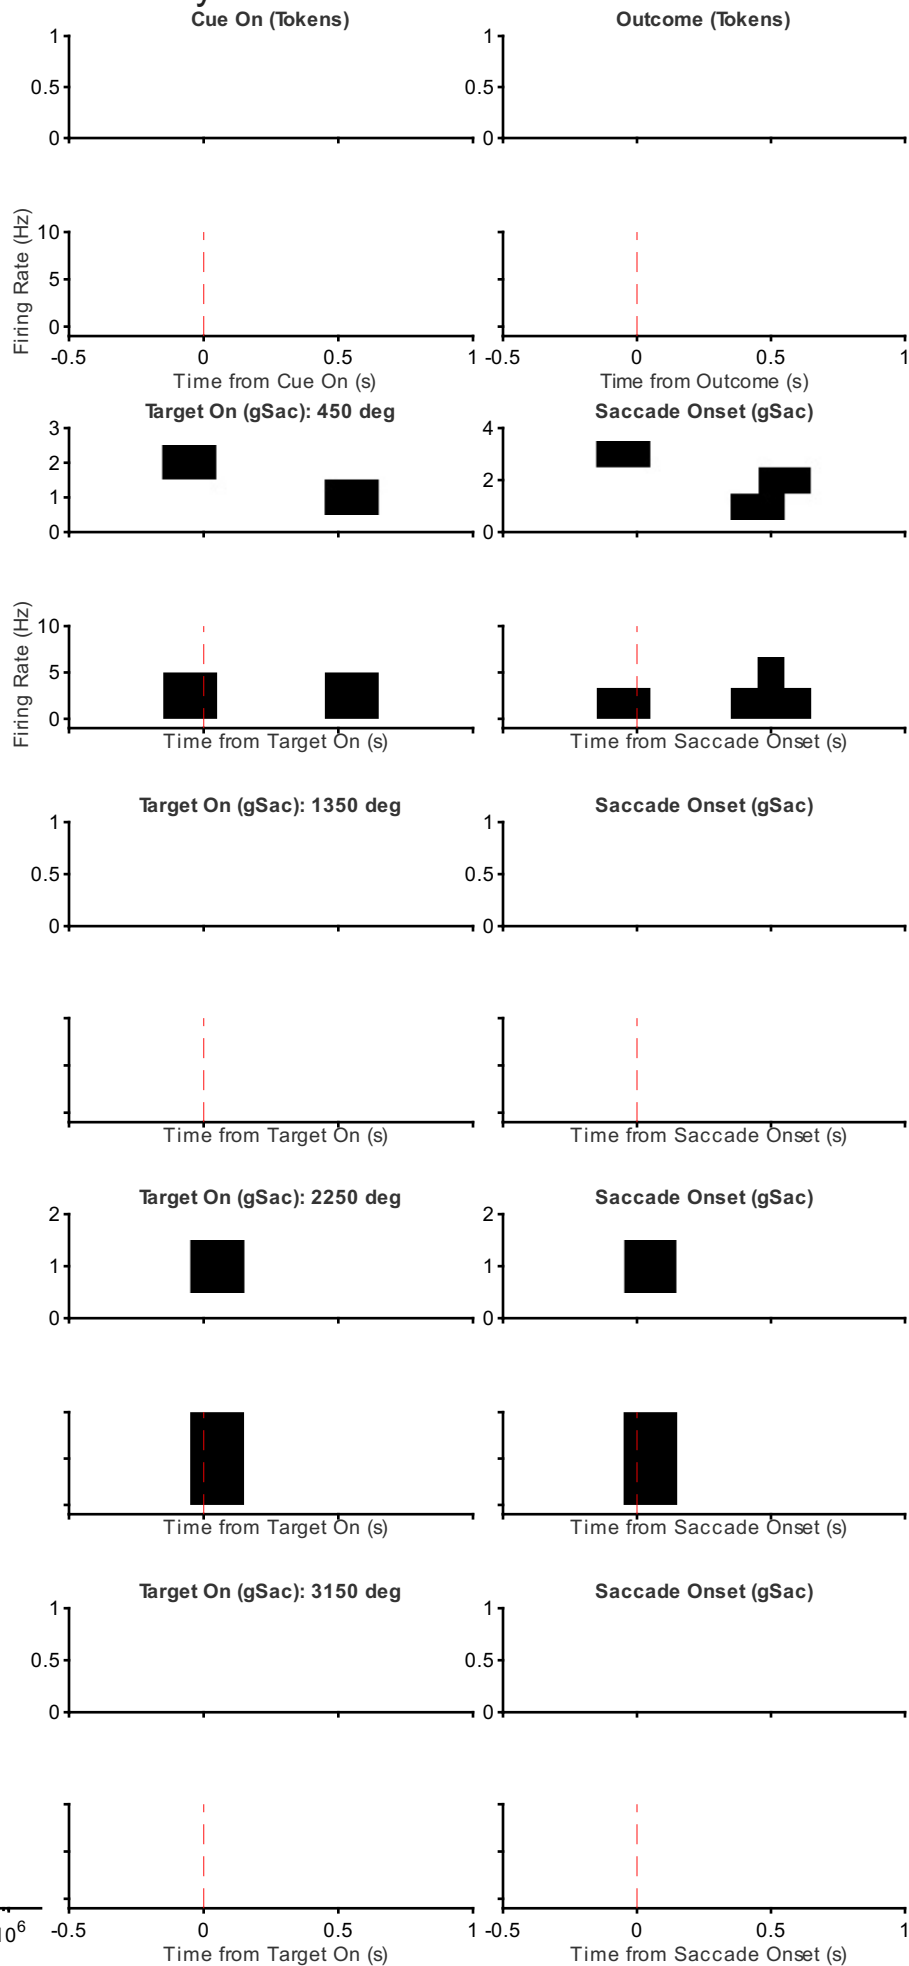 Cue On (Tokens) Outcome (Tokens)
1 1
0.5 0.5
0 0
Firing Rate (Hz)
10
5
0
-0.5 0 0.5 1 -0.5 0 0.5 1
Time from Cue On (s) Time from Outcome (s)
Target On (gSac): 450 deg Saccade Onset (gSac)
3 4
2 2
1
0 0
Firing Rate (Hz)
10
5
0
Time from Target On (s) Time from Saccade Onset (s)
Target On (gSac): 1350 deg Saccade Onset (gSac)
1 1
0.5 0.5
0 0
Time from Target On (s) Time from Saccade Onset (s)
Target On (gSac): 2250 deg Saccade Onset (gSac)
2 2
1 1
0 0
Time from Target On (s) Time from Saccade Onset (s)
Target On (gSac): 3150 deg Saccade Onset (gSac)
1 1
0.5 0.5
0 0
-0.5 0 0.5 1 -0.5 0 0.5 1
Time from Target On (s) Time from Saccade Onset (s)